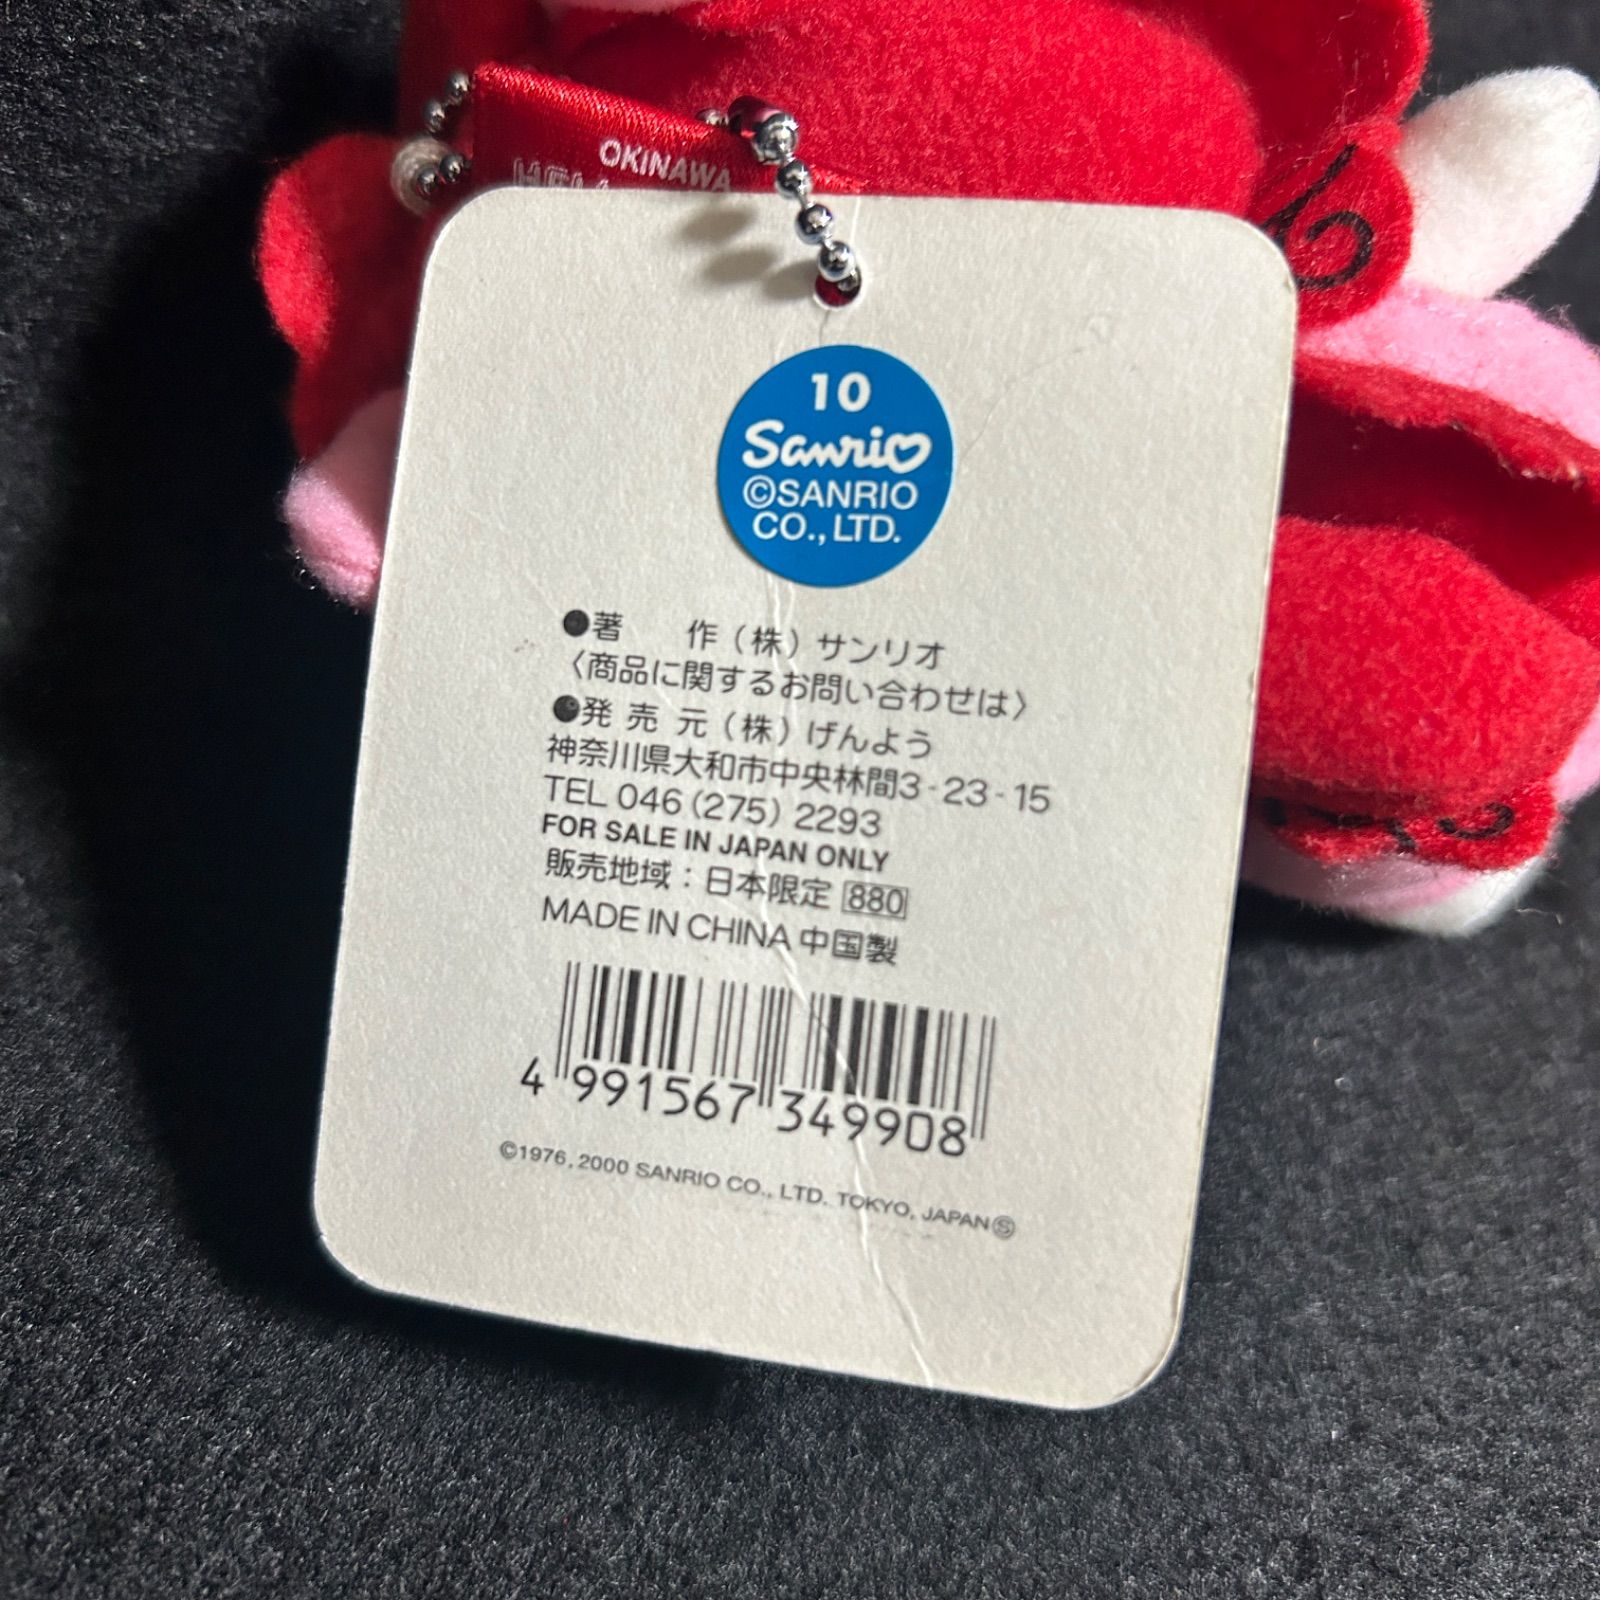 OKINAWA
10
Sanrio
©SANRIO
CO., LTD.
●著 作(株)サンリオ
〈商品に関するお問い合わせは〉
●発売元(株)げんよう
神奈川県大和市中央林間3-23-15
TEL 046(275)2293
FOR SALE IN JAPAN ONLY
販売地域:日本限定 880
MADE IN CHINA 中国製
4 991567 349908
©1976, 2000 SANRIO CO., LTD. TOKYO, JAPAN Ⓢ